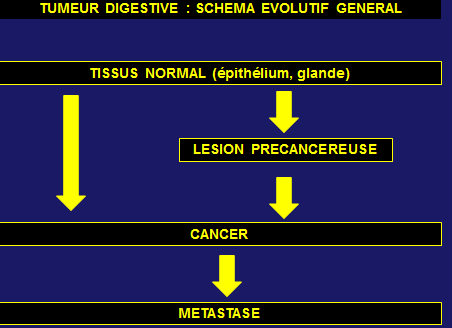 TUMEUR DIGESTIVE : SCHEMA EVOLUTIF GENERAL
TISSUS NORMAL (épithélium, glande)
LESION PRECANCEREUSE
CANCER
METASTASE